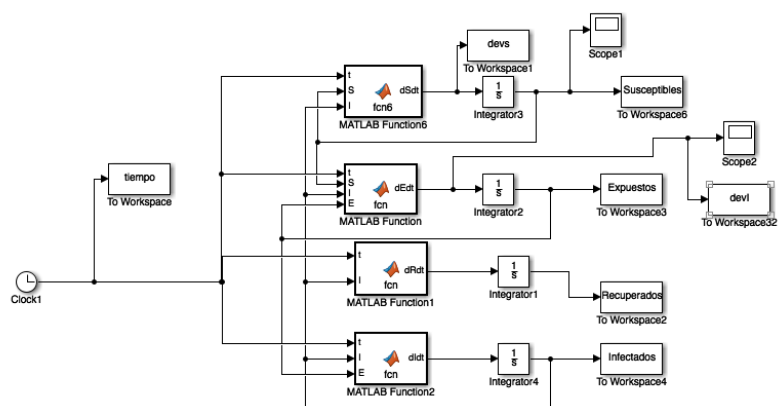 devs
To Workspace1
Scope1
t
S
I
dSdt
fcn6
MATLAB Function6
1
s
Integrator3
Susceptibles
To Workspace6
Scope2
tiempo
To Workspace
t
S
I
E
dEdt
fcn
MATLAB Function
1
s
Integrator2
Expuestos
To Workspace3
devI
To Workspace32
Clock1
t
I
dRdt
fcn
MATLAB Function1
1
s
Integrator1
Recuperados
To Workspace2
t
I
E
dIdt
fcn
MATLAB Function2
1
s
Integrator4
Infectados
To Workspace4